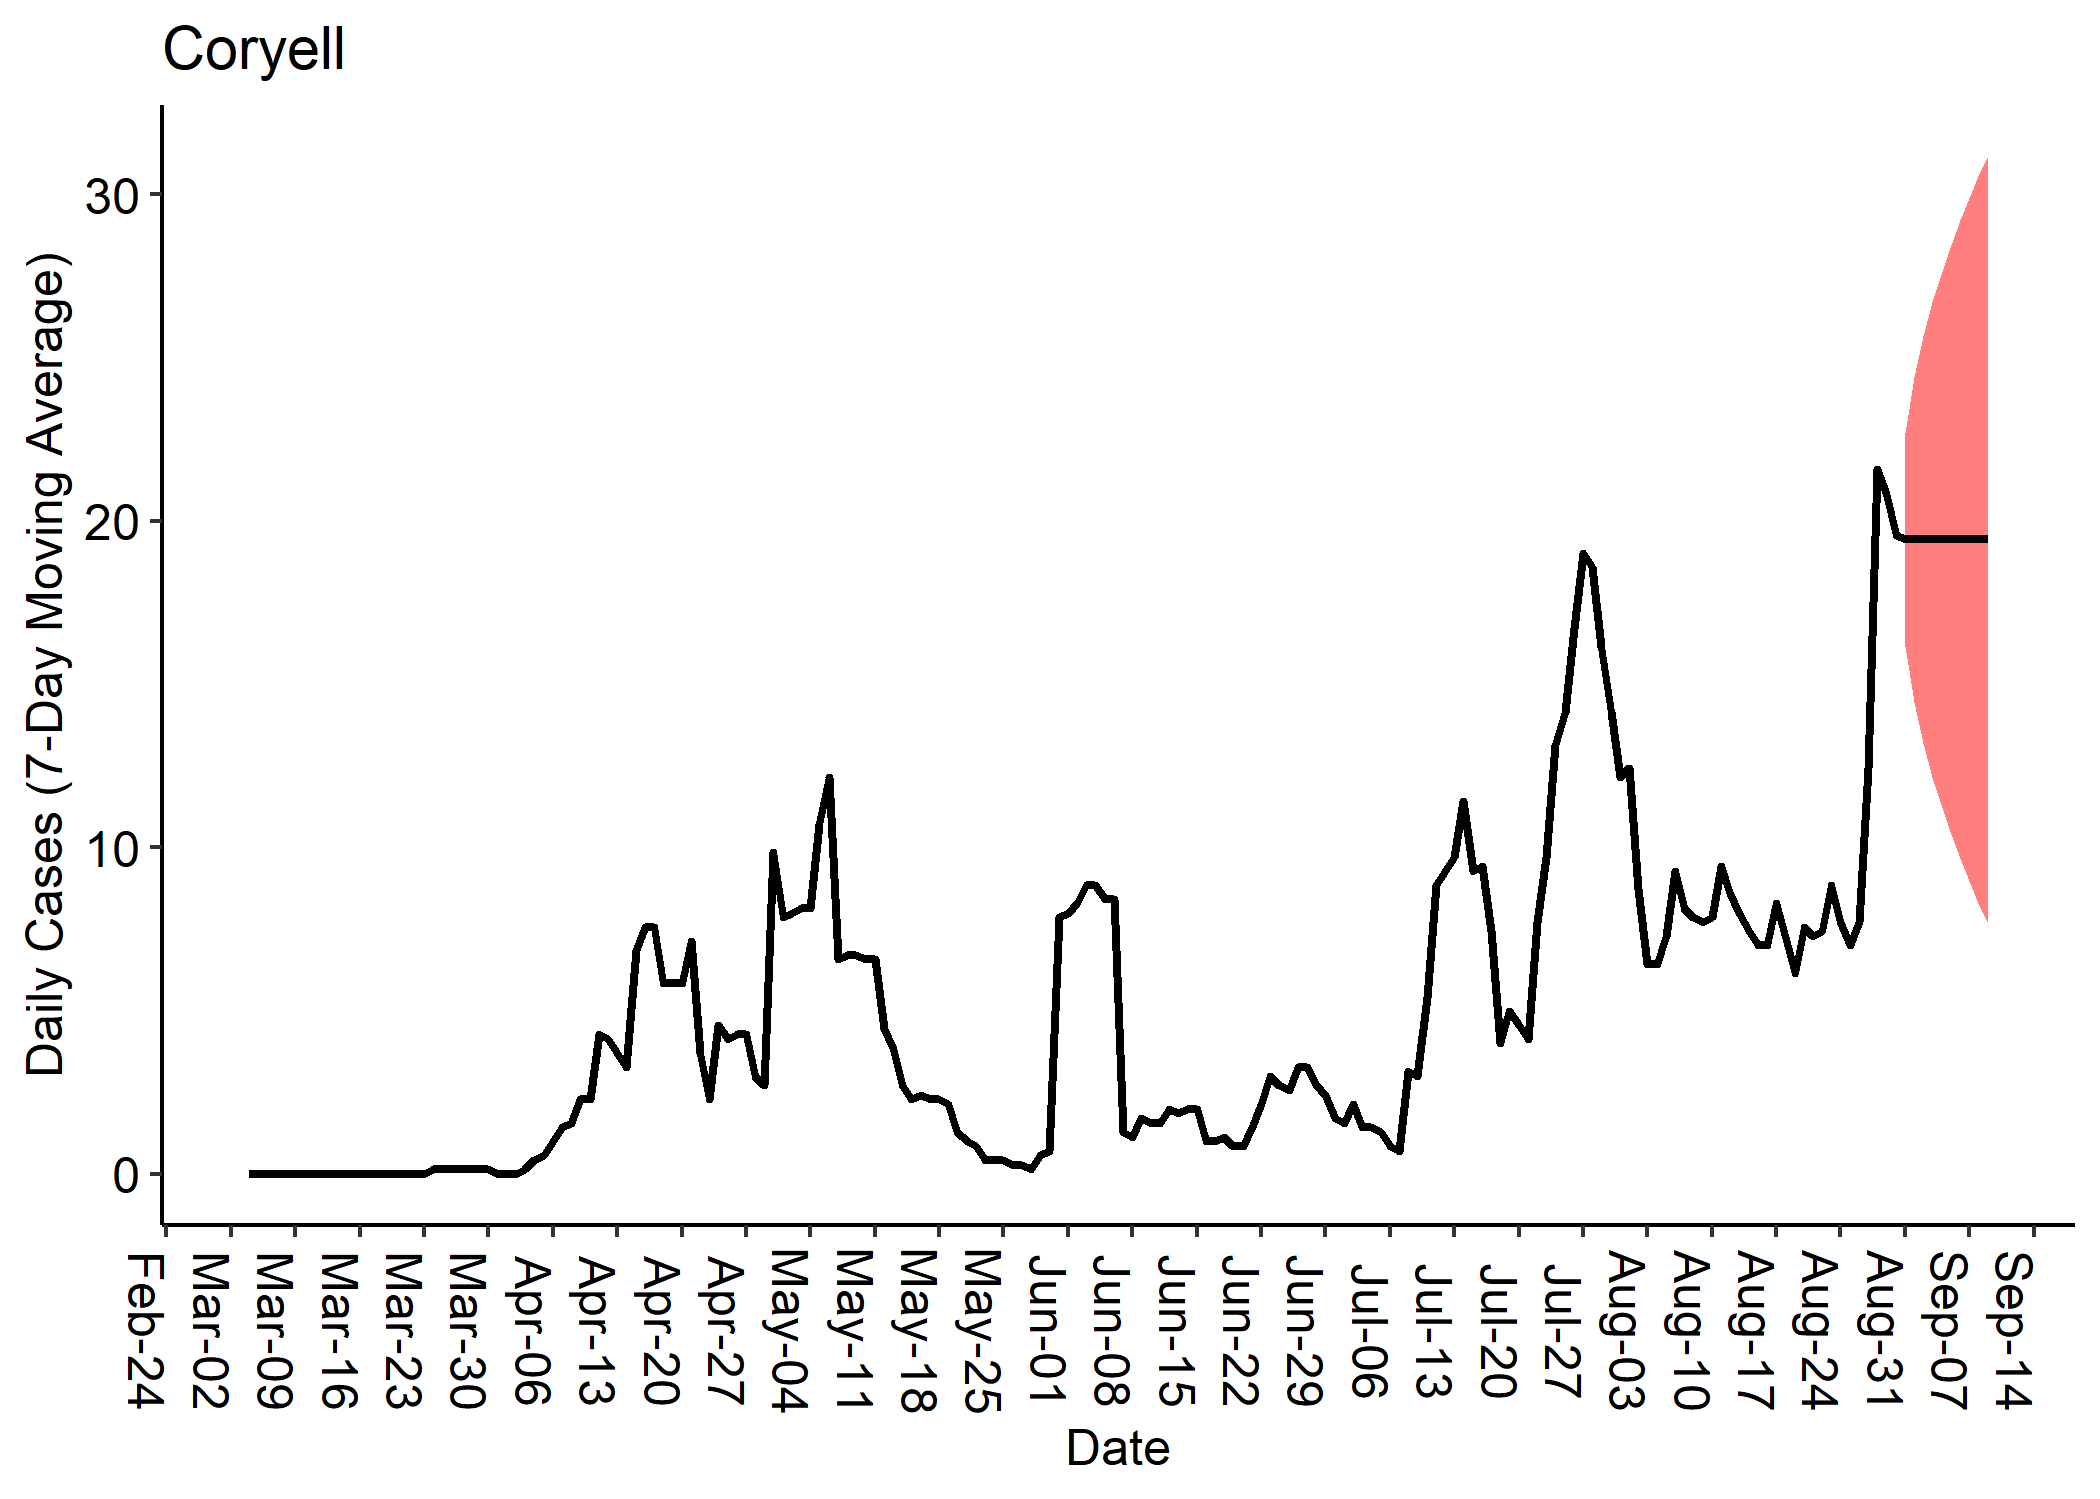 Coryell
Daily Cases (7-Day Moving Average)
30
20
10
0
Feb-24
Mar-02
Mar-09
Mar-16
Mar-23
Mar-30
Apr-06
Apr-13
Apr-20
Apr-27
May-04
May-11
May-18
May-25
Jun-01
Jun-08
Jun-15
Jun-22
Jun-29
Jul-06
Jul-13
Jul-20
Jul-27
Aug-03
Aug-10
Aug-17
Aug-24
Aug-31
Sep-07
Sep-14
Date